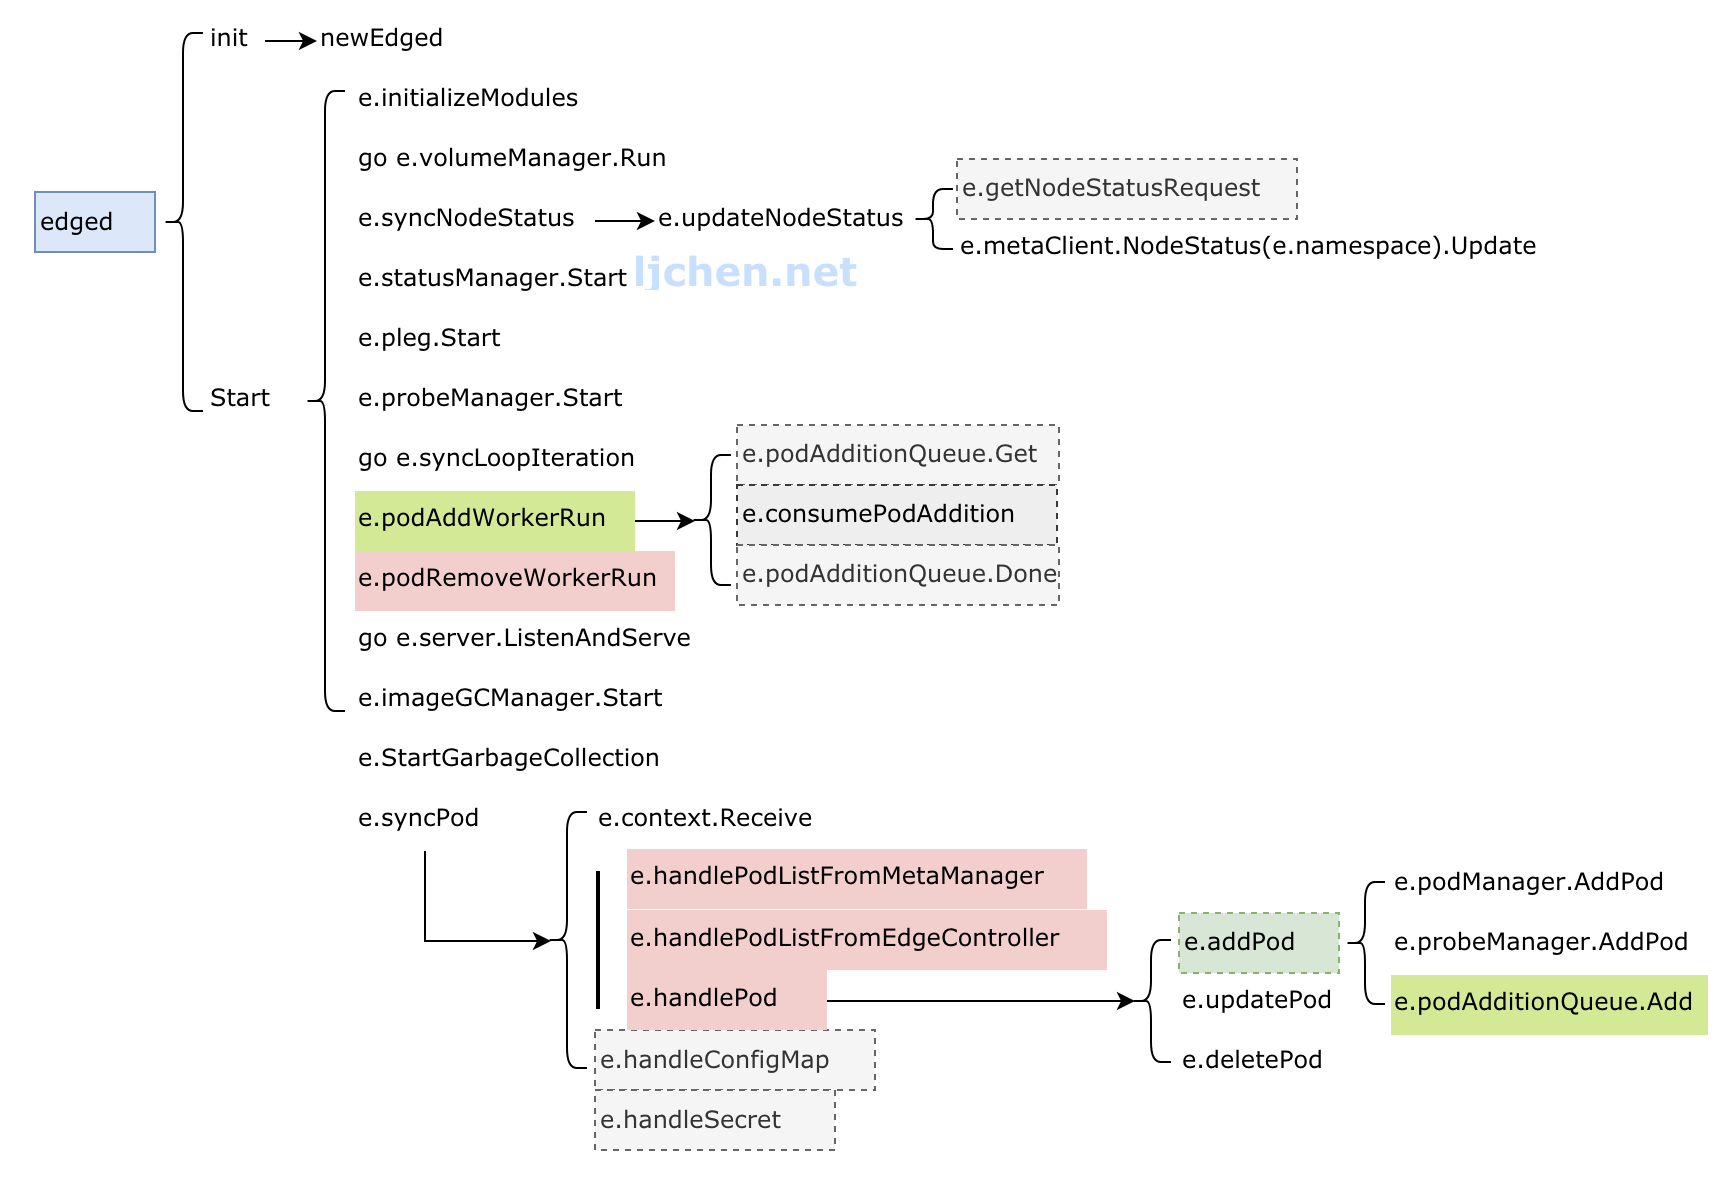 init
newEdged
e.initializeModules
go e.volumeManager.Run
e.getNodeStatusRequest
edged
e.syncNodeStatus
e.updateNodeStatus
e.metaClient.NodeStatus(e.namespace).Update
e.statusManager.Start
ljchen.net
e.pleg.Start
Start
e.probeManager.Start
go e.syncLoopIteration
e.podAdditionQueue.Get
e.podAddWorkerRun
e.consumePodAddition
e.podRemoveWorkerRun
e.podAdditionQueue.Done
go e.server.ListenAndServe
e.imageGCManager.Start
e.StartGarbageCollection
e.syncPod
e.context.Receive
e.handlePodListFromMetaManager
e.podManager.AddPod
e.handlePodListFromEdgeController
e.addPod
e.probeManager.AddPod
e.handlePod
e.updatePod
e.podAdditionQueue.Add
e.handleConfigMap
e.deletePod
e.handleSecret